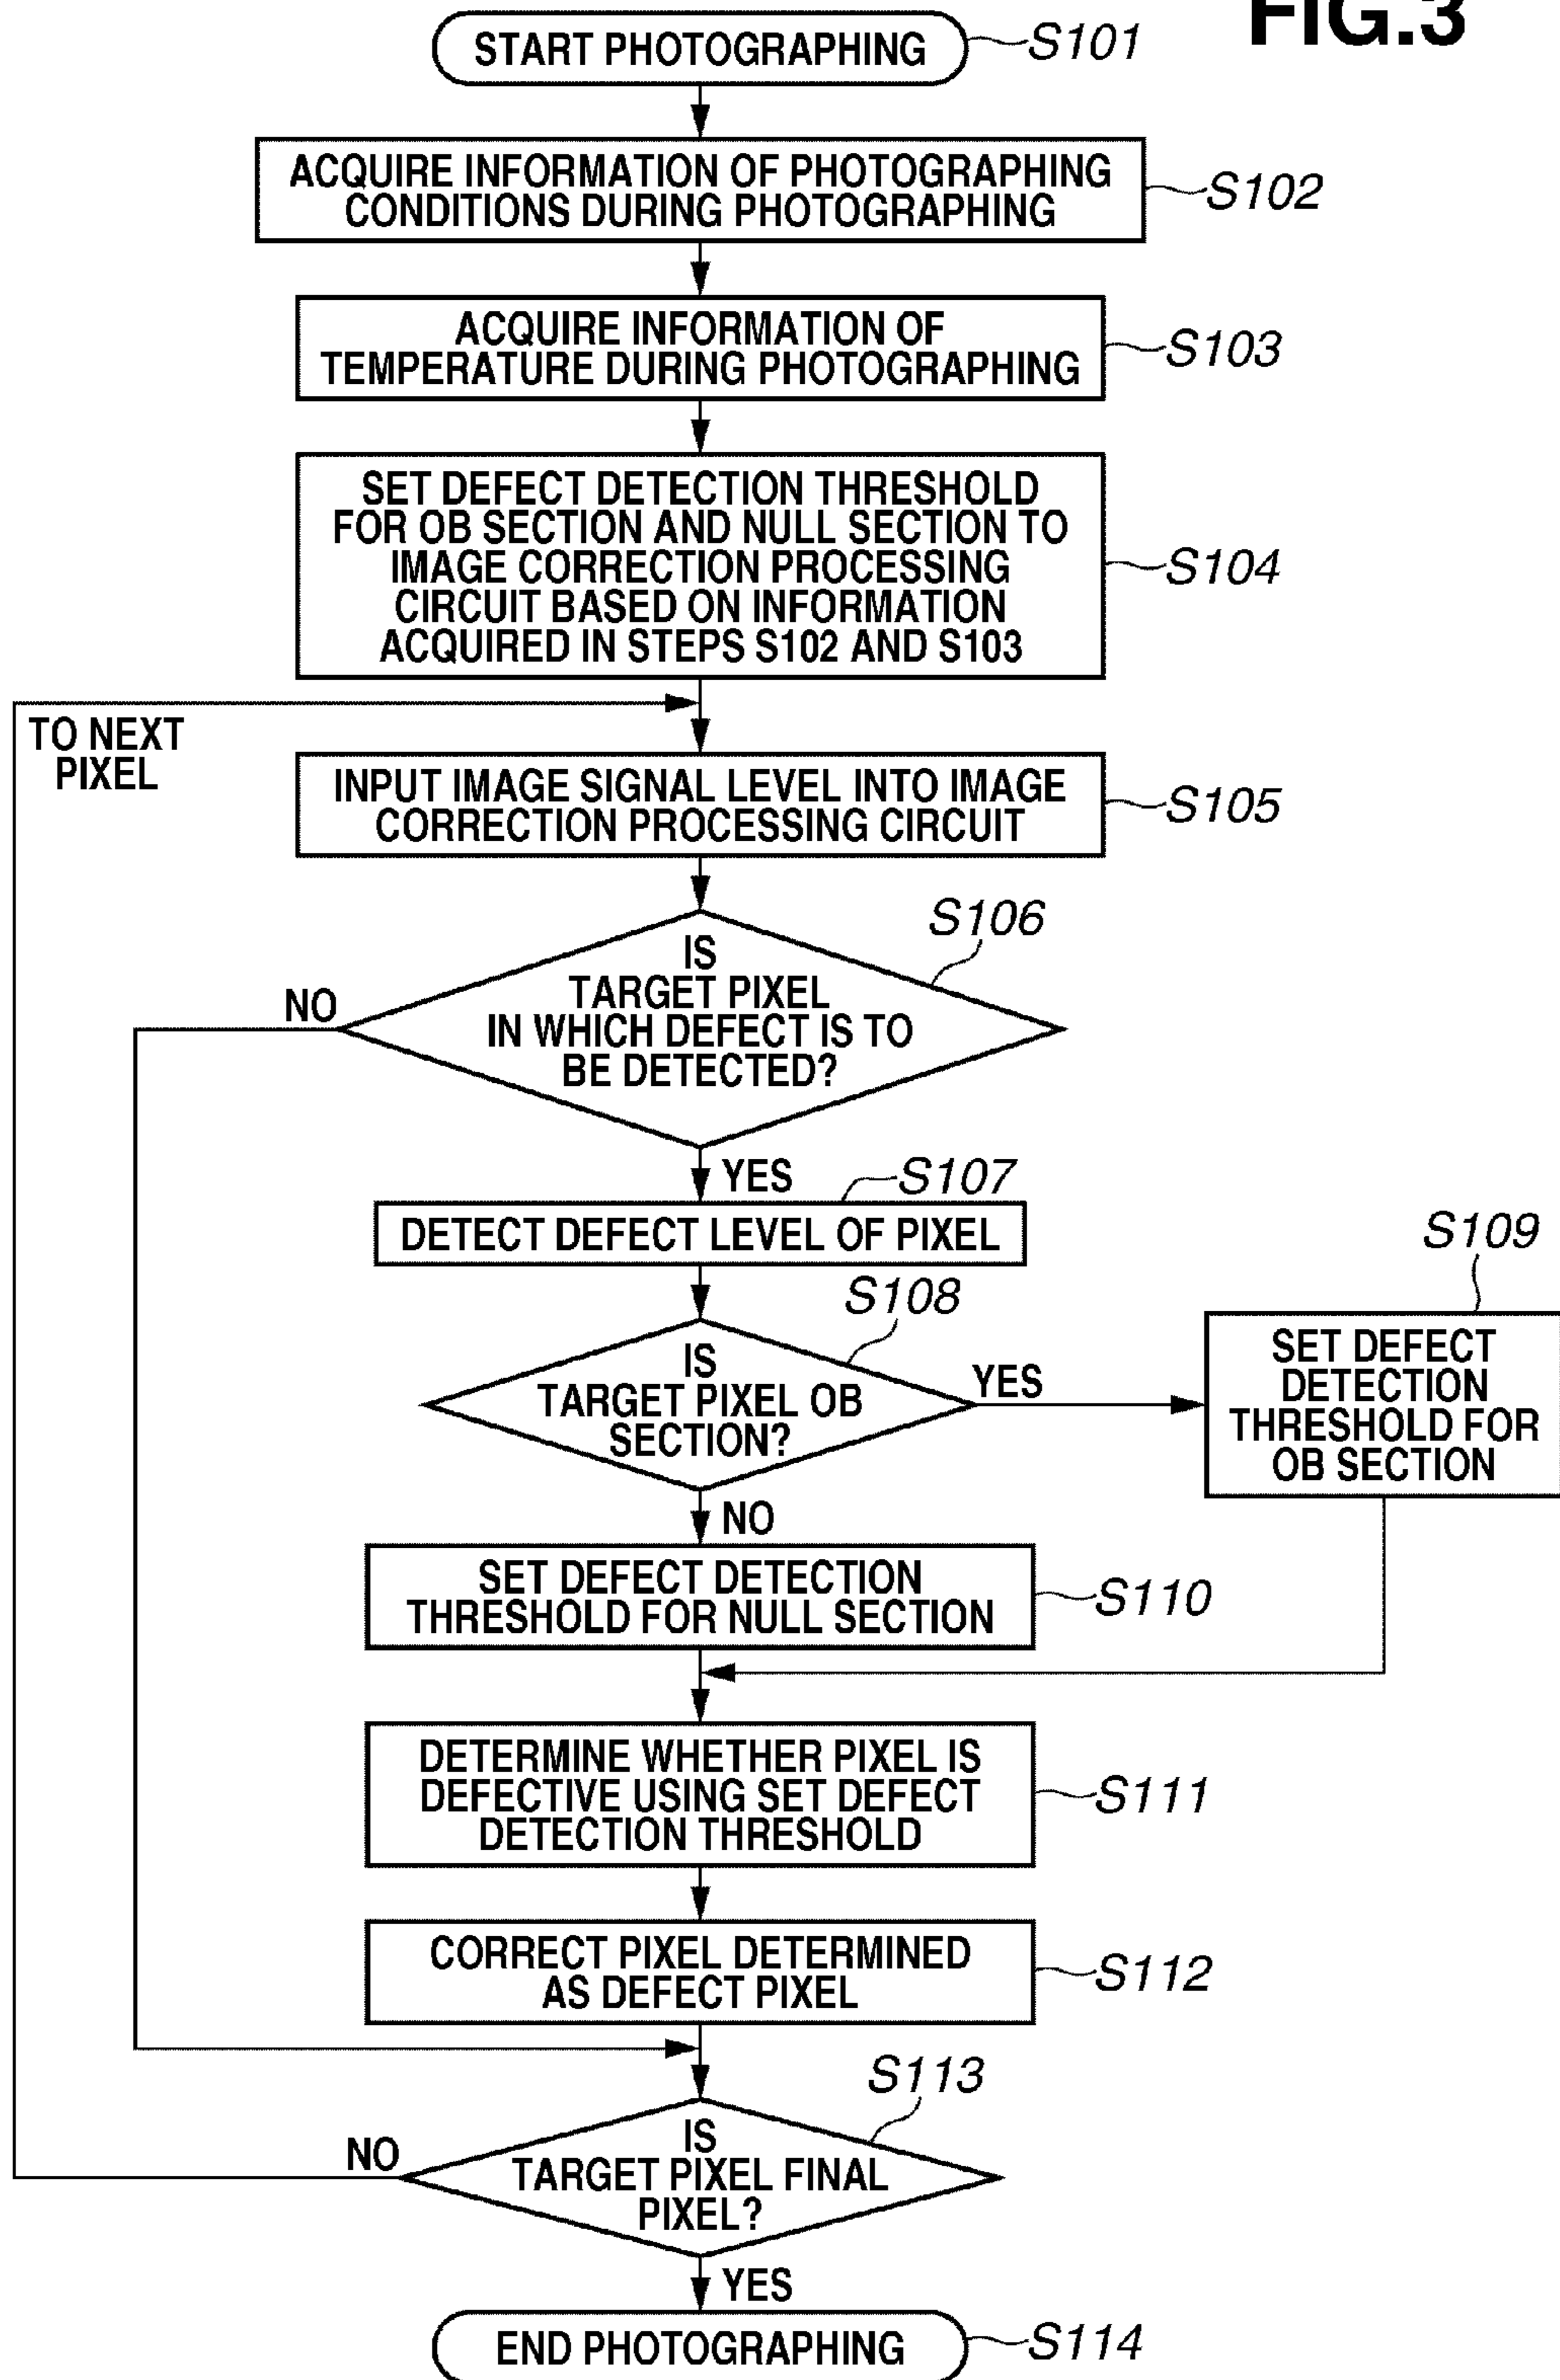 FIG.3
START PHOTOGRAPHING
S101
ACQUIRE INFORMATION OF PHOTOGRAPHING
CONDITIONS DURING PHOTOGRAPHING
S102
ACQUIRE INFORMATION OF
TEMPERATURE DURING PHOTOGRAPHING
S103
SET DEFECT DETECTION THRESHOLD
FOR OB SECTION AND NULL SECTION TO
IMAGE CORRECTION PROCESSING
CIRCUIT BASED ON INFORMATION
ACQUIRED IN STEPS S102 AND S103
S104
TO NEXT
PIXEL
INPUT IMAGE SIGNAL LEVEL INTO IMAGE
CORRECTION PROCESSING CIRCUIT
S105
S106
IS
TARGET PIXEL
IN WHICH DEFECT IS TO
BE DETECTED?
NO
YES
S107
DETECT DEFECT LEVEL OF PIXEL
S108
IS
TARGET PIXEL OB
SECTION?
YES
S109
SET DEFECT
DETECTION
THRESHOLD FOR
OB SECTION
NO
SET DEFECT DETECTION
THRESHOLD FOR NULL SECTION
S110
DETERMINE WHETHER PIXEL IS
DEFECTIVE USING SET DEFECT
DETECTION THRESHOLD
S111
CORRECT PIXEL DETERMINED
AS DEFECT PIXEL
S112
S113
IS
TARGET PIXEL FINAL
PIXEL?
NO
YES
END PHOTOGRAPHING
S114